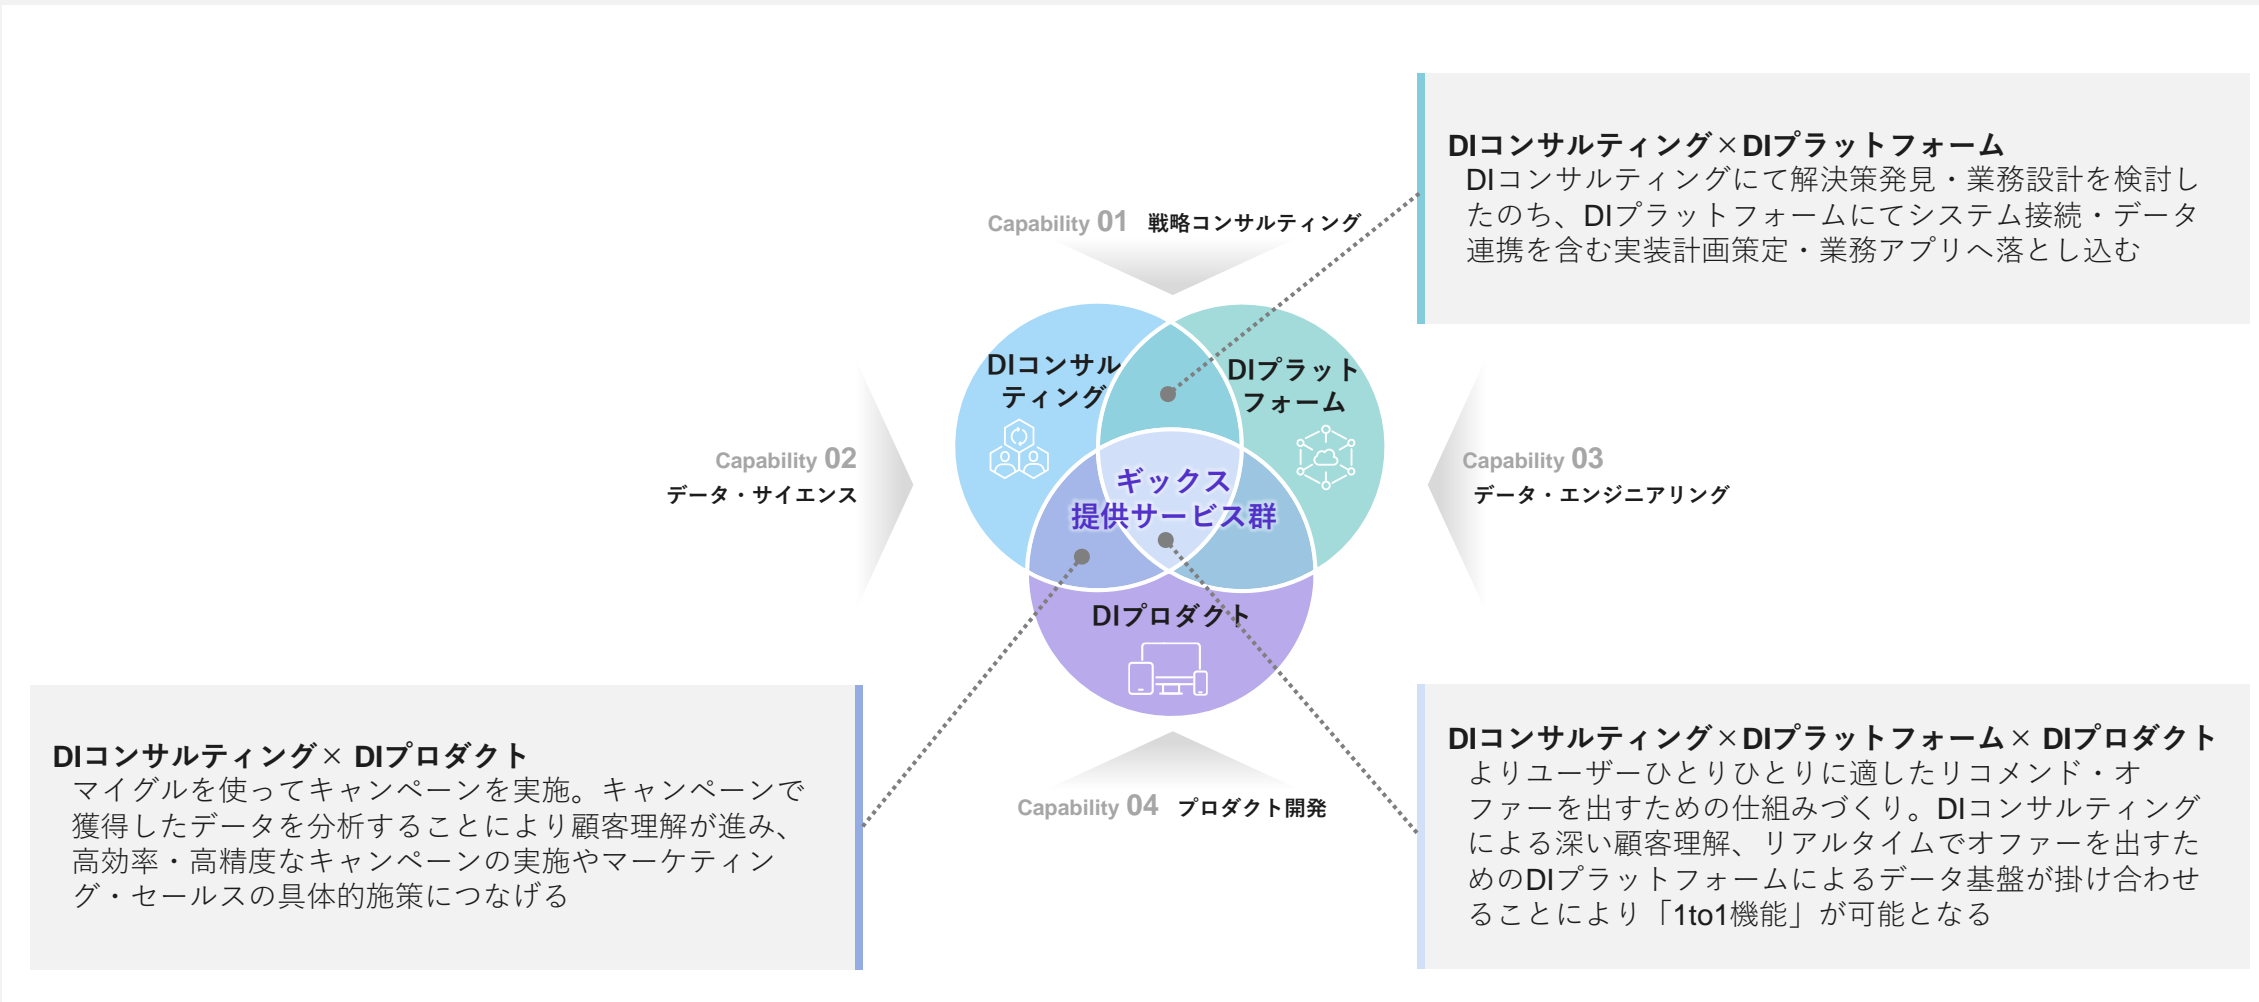 DIコンサルティング×DIプラットフォーム
DIコンサルティングにて解決策発見・業務設計を検討し
たのち、DIプラットフォームにてシステム接続・データ
連携を含む実装計画策定・業務アプリへ落とし込む
Capability 01 戦略コンサルティング
DIコンサル
ティング
DIプラット
フォーム
Capability 02
データ・サイエンス
ギックス
提供サービス群
Capability 03
データ・エンジニアリング
DIプロダクト
Capability 04 プロダクト開発
DIコンサルティング× DIプロダクト
マイグルを使ってキャンペーンを実施。キャンペーンで
獲得したデータを分析することにより顧客理解が進み、
高効率・高精度なキャンペーンの実施やマーケティン
グ・セールスの具体的施策につなげる
DIコンサルティング×DIプラットフォーム× DIプロダクト
よりユーザーひとりひとりに適したリコメンド・オ
ファーを出すための仕組みづくり。DIコンサルティング
による深い顧客理解、リアルタイムでオファーを出すた
めのDIプラットフォームによるデータ基盤が掛け合わせ
ることにより「1to1機能」が可能となる